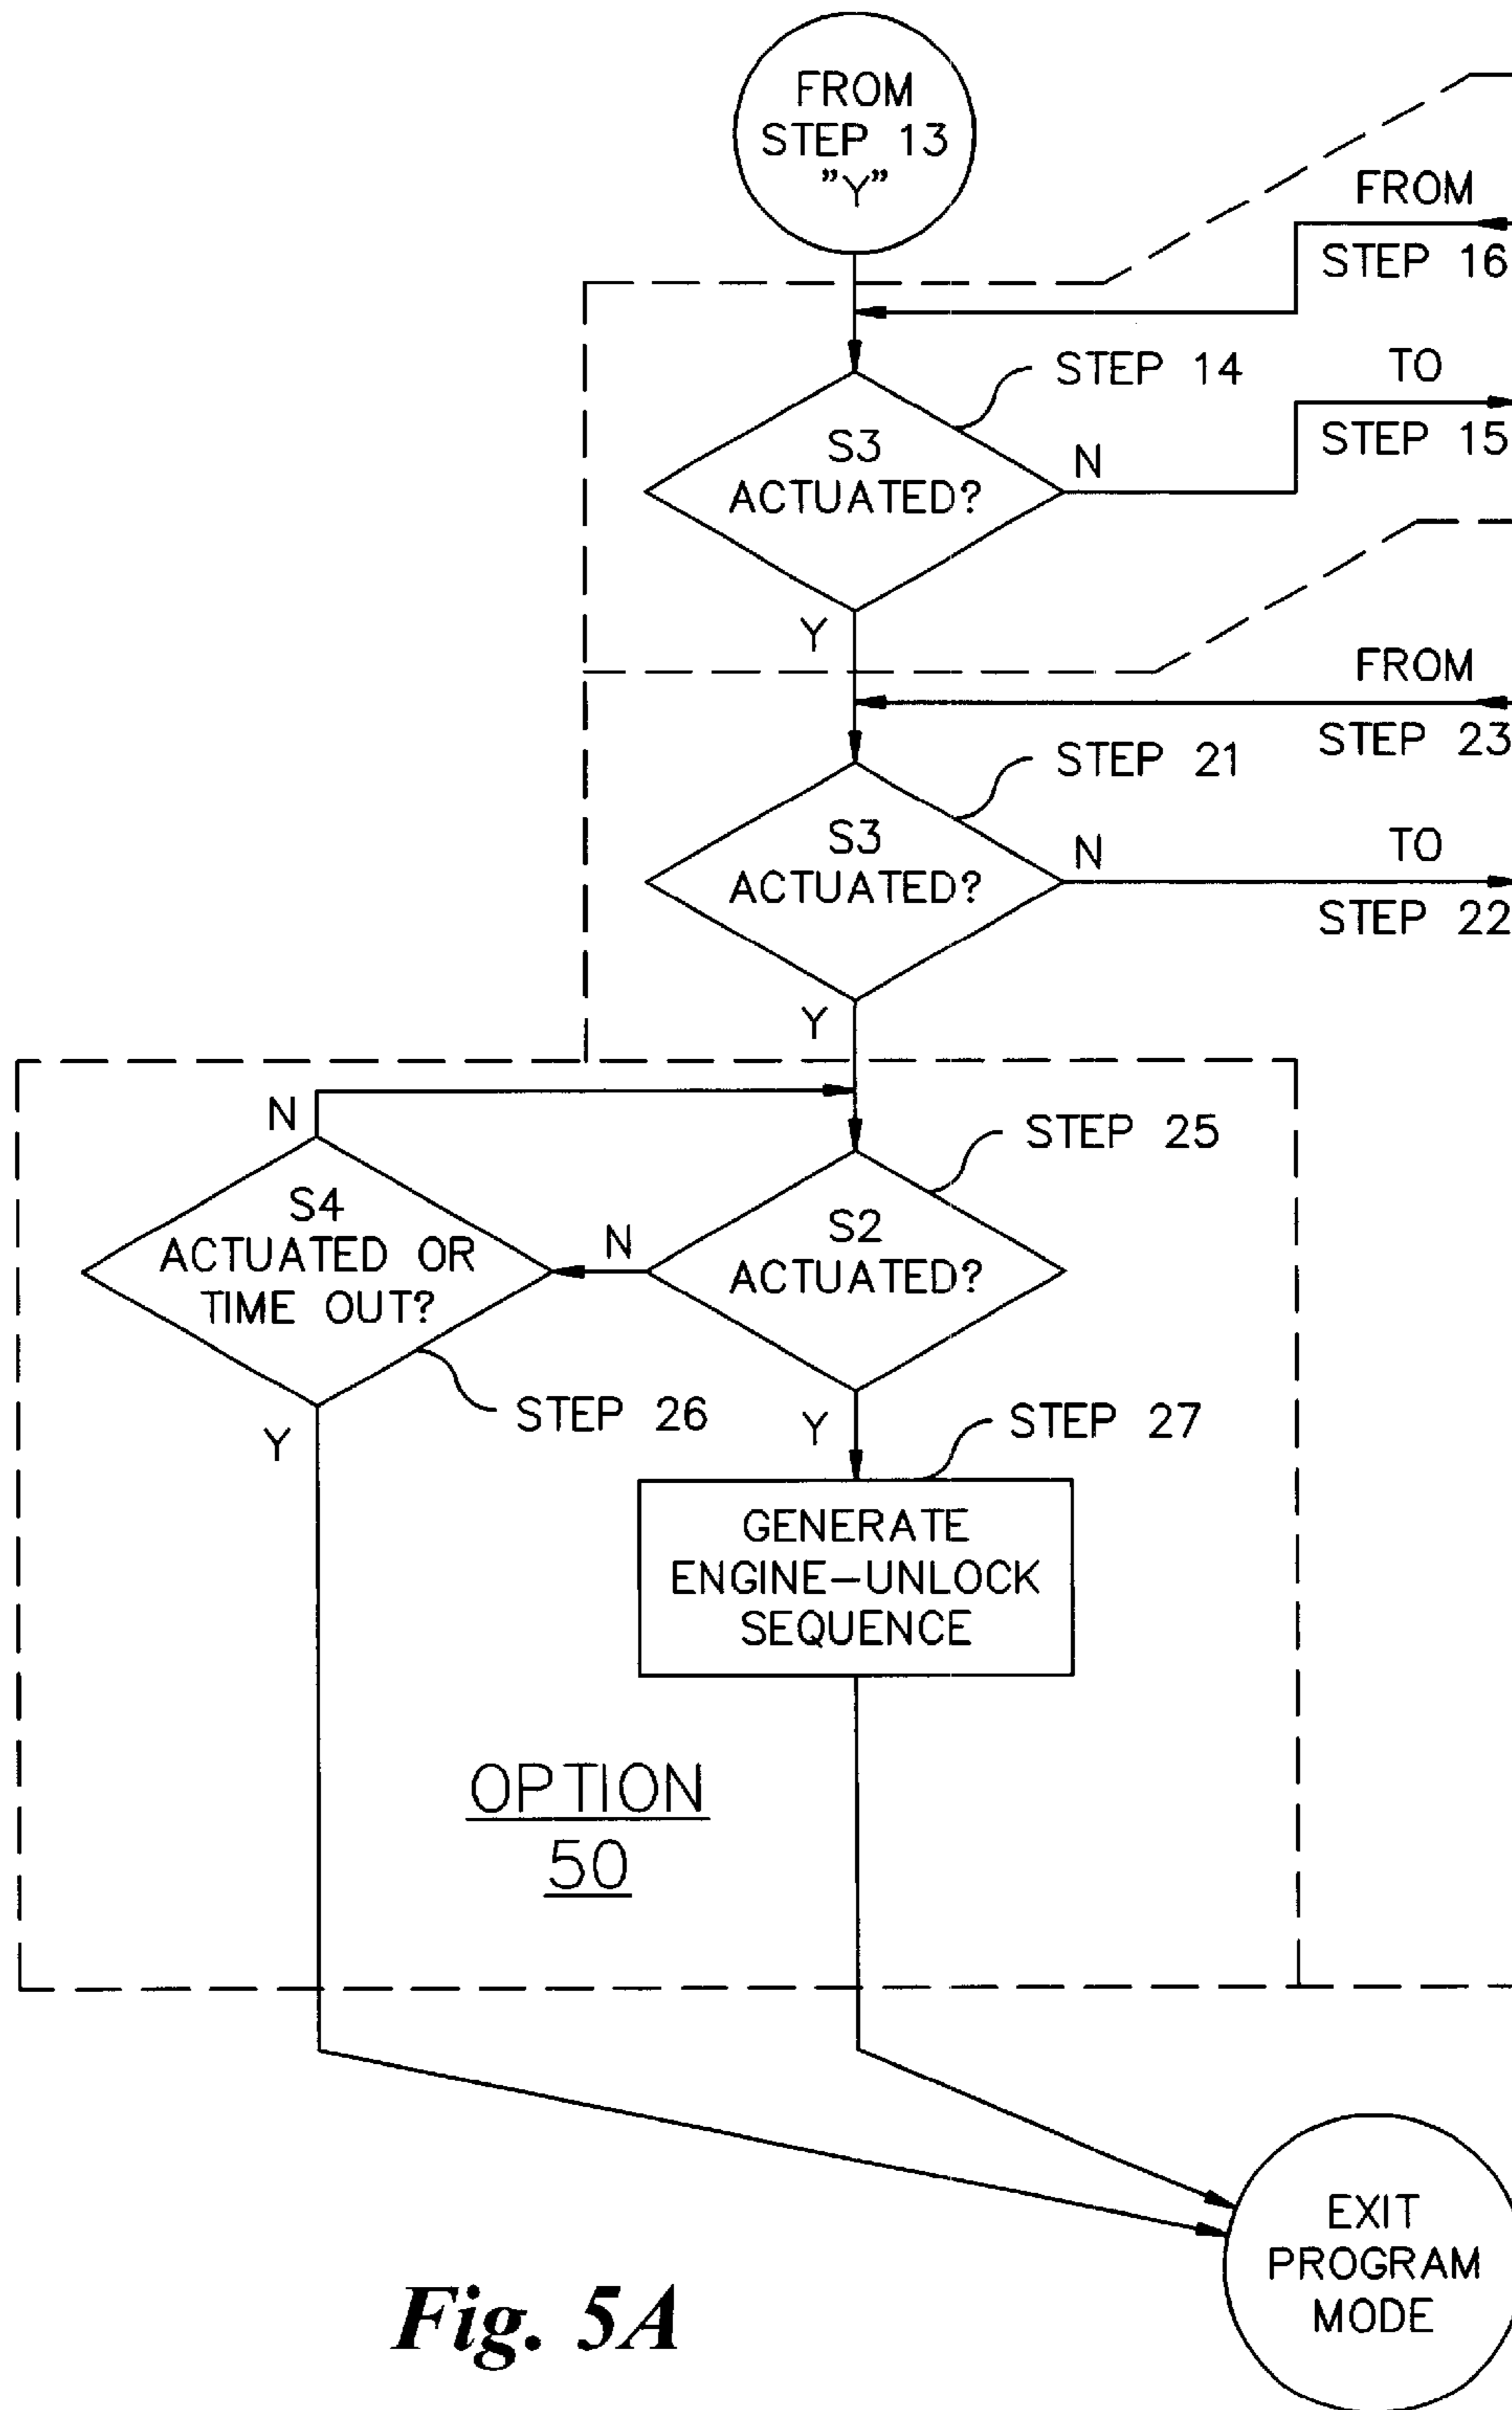 FROM
STEP 13
"Y"
FROM
STEP 16
STEP 14
TO
STEP 15
S3
ACTUATED?
N
Y
FROM
STEP 23
STEP 21
S3
ACTUATED?
N
TO
STEP 22
Y
N
STEP 25
S4
ACTUATED OR
TIME OUT?
N
S2
ACTUATED?
STEP 26
Y
Y
STEP 27
GENERATE
ENGINE-UNLOCK
SEQUENCE
OPTION
50
EXIT
PROGRAM
MODE
Fig. 5A